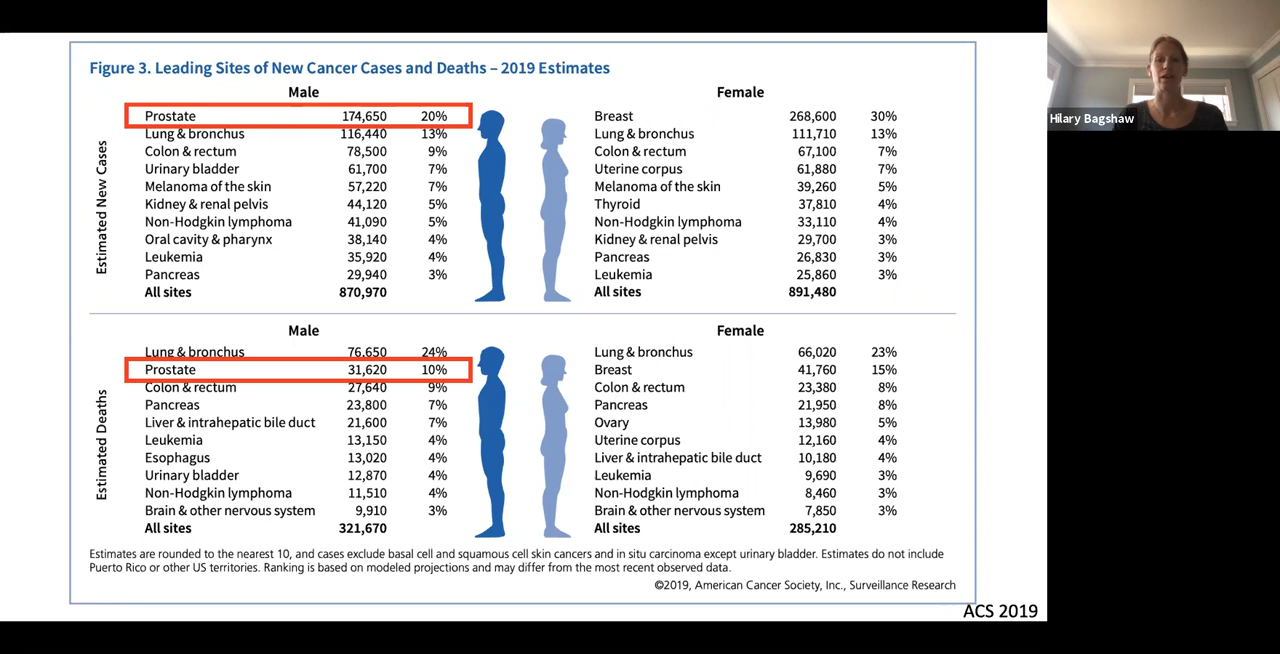 Figure 3. Leading Sites of New Cancer Cases and Deaths – 2019 Estimates
Male
Female
Estimated New Cases
Prostate 174,650 20%
Lung & bronchus 116,440 13%
Colon & rectum 78,500 9%
Urinary bladder 61,700 7%
Melanoma of the skin 57,220 7%
Kidney & renal pelvis 44,120 5%
Non-Hodgkin lymphoma 41,090 5%
Oral cavity & pharynx 38,140 4%
Leukemia 35,920 4%
Pancreas 29,940 3%
All sites 870,970
Breast 268,600 30%
Lung & bronchus 111,710 13%
Colon & rectum 67,100 7%
Uterine corpus 61,880 7%
Melanoma of the skin 39,260 5%
Thyroid 37,810 4%
Non-Hodgkin lymphoma 33,110 4%
Kidney & renal pelvis 29,700 3%
Pancreas 26,830 3%
Leukemia 25,860 3%
All sites 891,480
Male
Female
Estimated Deaths
Lung & bronchus 76,650 24%
Prostate 31,620 10%
Colon & rectum 27,640 9%
Pancreas 23,800 7%
Liver & intrahepatic bile duct 21,600 7%
Leukemia 13,150 4%
Esophagus 13,020 4%
Urinary bladder 12,870 4%
Non-Hodgkin lymphoma 11,510 4%
Brain & other nervous system 9,910 3%
All sites 321,670
Lung & bronchus 66,020 23%
Breast 41,760 15%
Colon & rectum 23,380 8%
Pancreas 21,950 8%
Ovary 13,980 5%
Uterine corpus 12,160 4%
Liver & intrahepatic bile duct 10,180 4%
Leukemia 9,690 3%
Non-Hodgkin lymphoma 8,460 3%
Brain & other nervous system 7,850 3%
All sites 285,210
Estimates are rounded to the nearest 10, and cases exclude basal cell and squamous cell skin cancers and in situ carcinoma except urinary bladder. Estimates do not include
Puerto Rico or other US territories. Ranking is based on modeled projections and may differ from the most recent observed data.
©2019, American Cancer Society, Inc., Surveillance Research
ACS 2019
Hilary Bagshaw